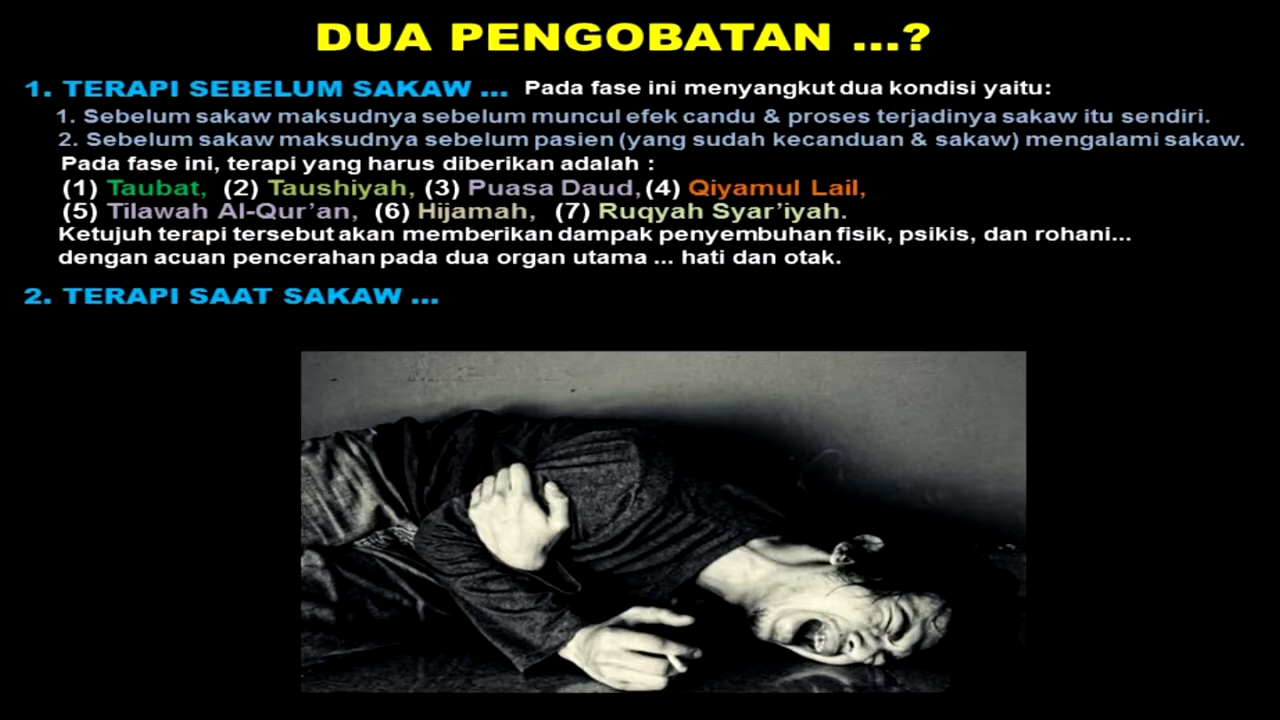 DUA PENGOBATAN ...?
1. TERAPI SEBELUM SAKAW ... Pada fase ini menyangkut dua kondisi yaitu:
1. Sebelum sakaw maksudnya sebelum muncul efek candu & proses terjadinya sakaw itu sendiri.
2. Sebelum sakaw maksudnya sebelum pasien (yang sudah kecanduan & sakaw) mengalami sakaw.
Pada fase ini, terapi yang harus diberikan adalah :
(1) Taubat, (2) Taushiyah, (3) Puasa Daud, (4) Qiyamul Lail,
(5) Tilawah Al-Qur’an, (6) Hijamah, (7) Ruqyah Syar’iyah.
Ketujuh terapi tersebut akan memberikan dampak penyembuhan fisik, psikis, dan rohani...
dengan acuan pencerahan pada dua organ utama ... hati dan otak.
2. TERAPI SAAT SAKAW ...